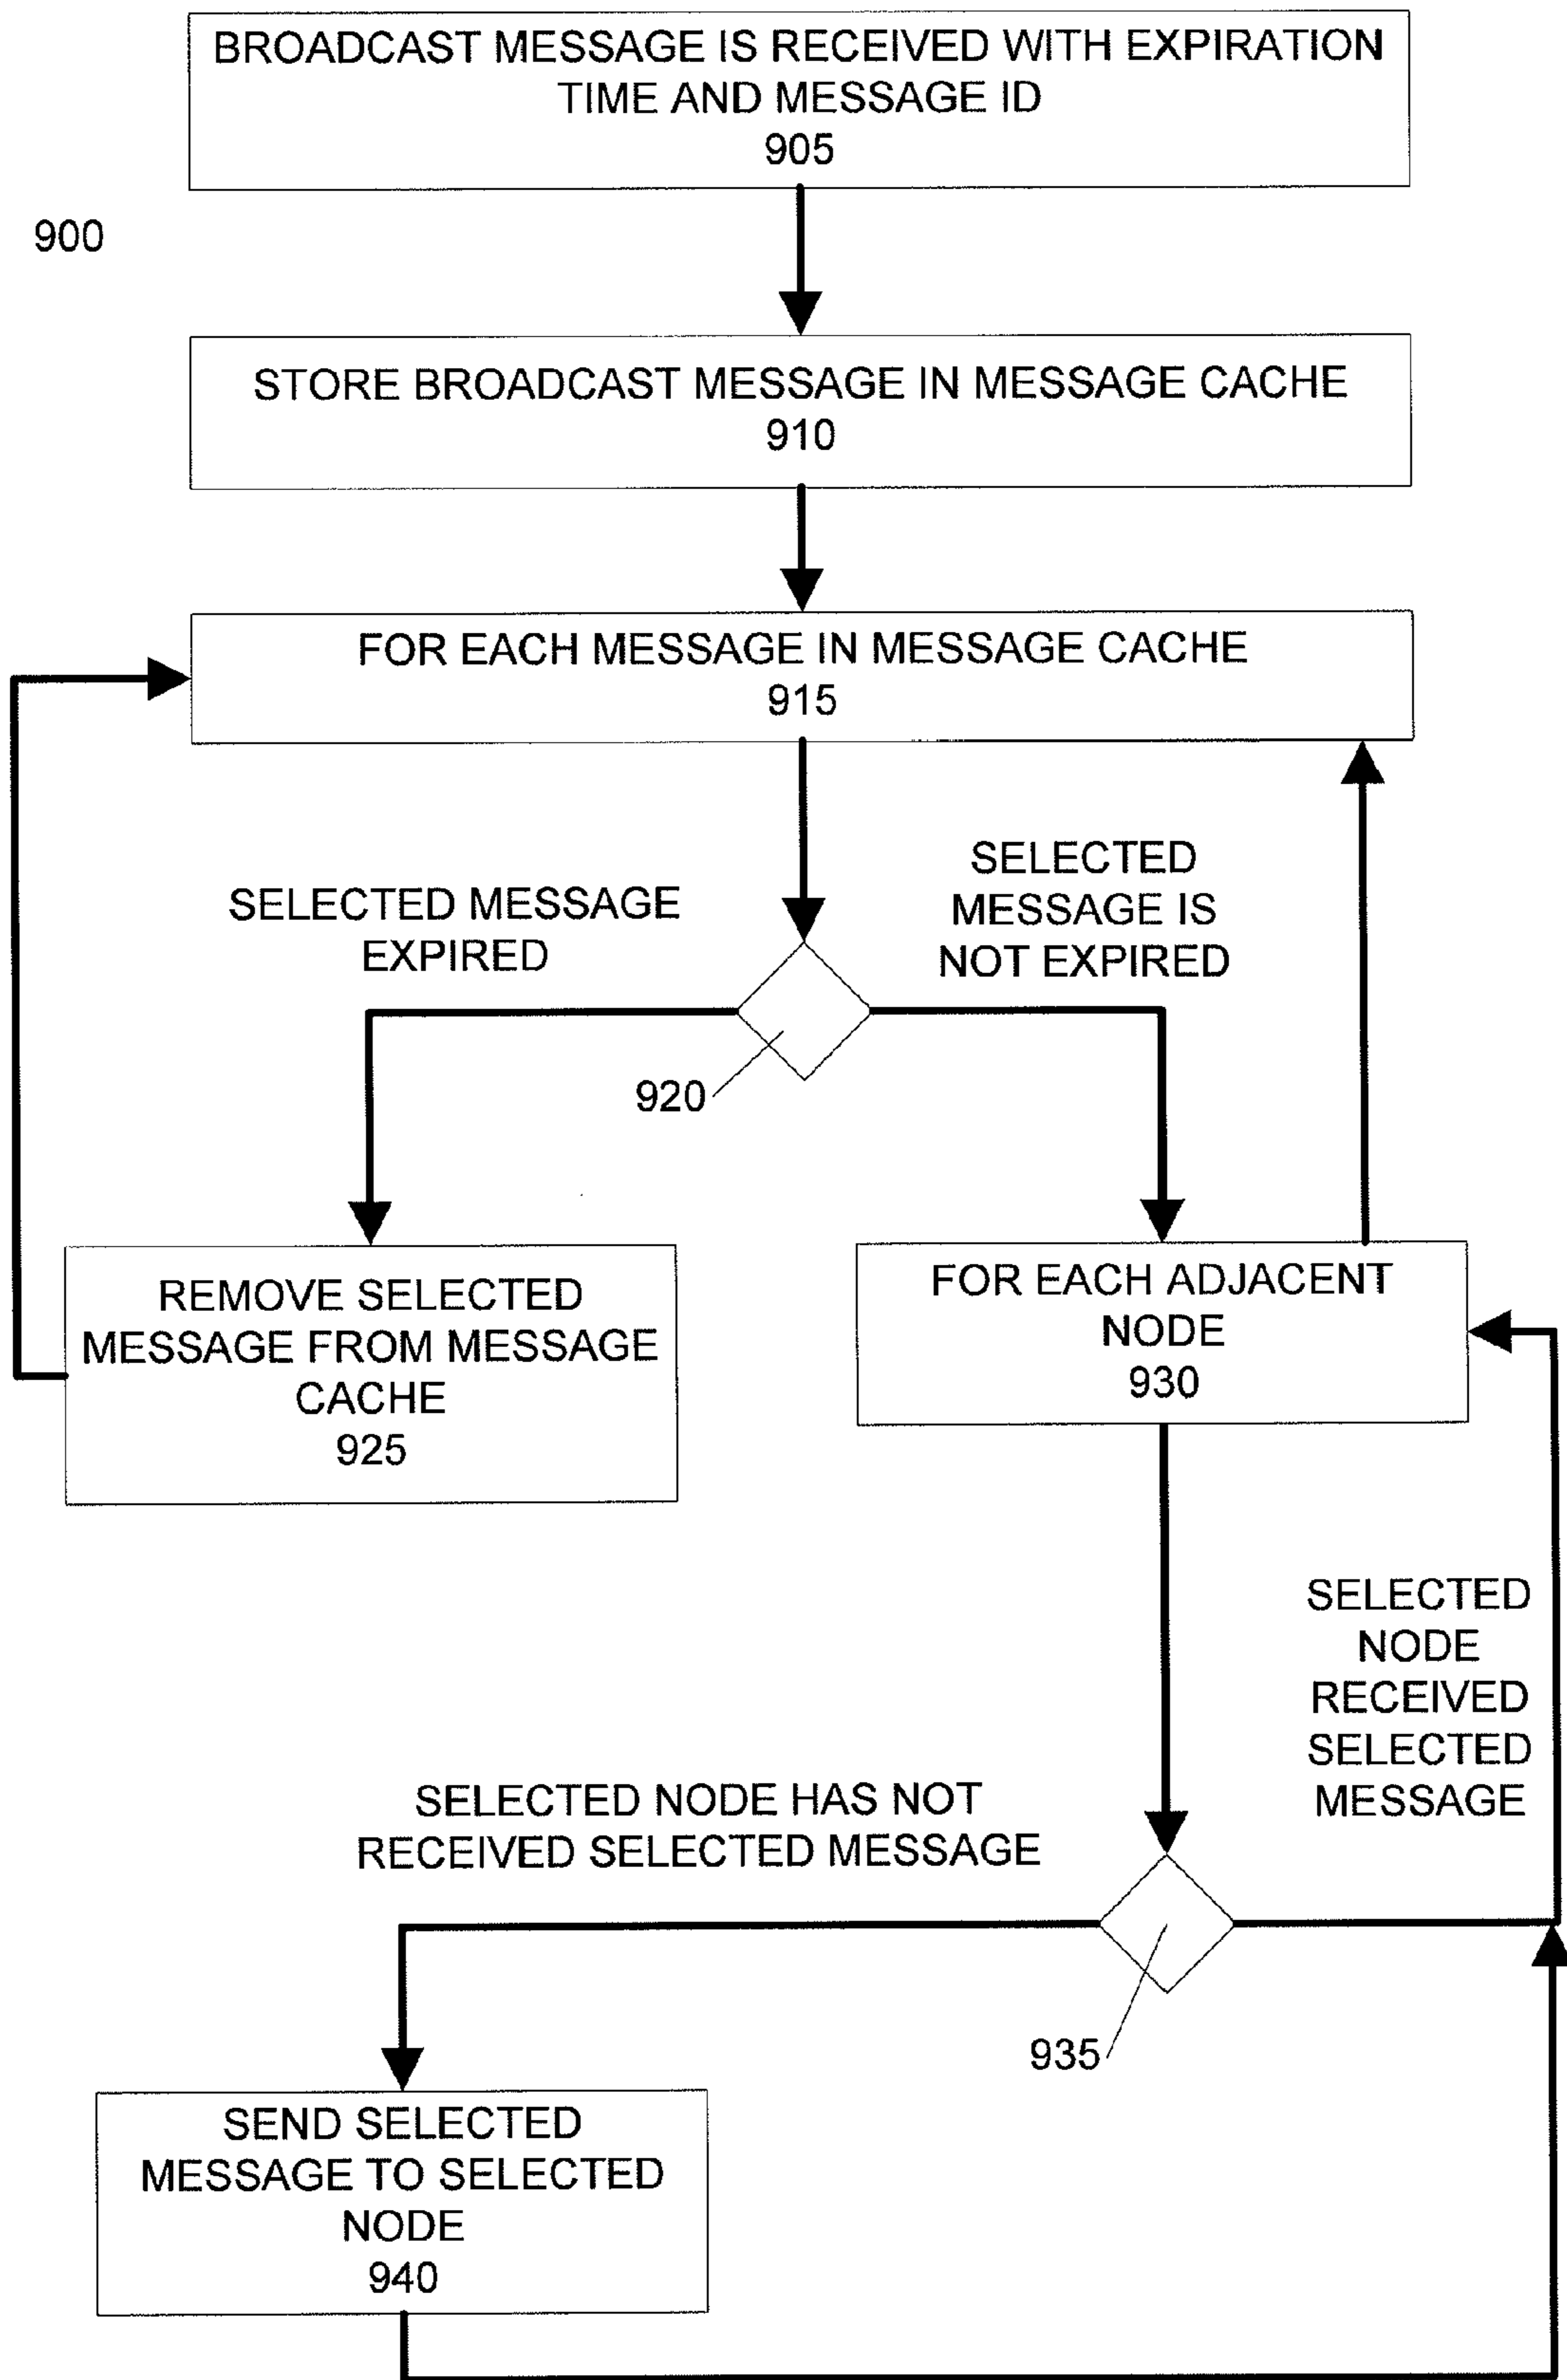 BROADCAST MESSAGE IS RECEIVED WITH EXPIRATION
TIME AND MESSAGE ID
905
900
STORE BROADCAST MESSAGE IN MESSAGE CACHE
910
FOR EACH MESSAGE IN MESSAGE CACHE
915
SELECTED MESSAGE
EXPIRED
SELECTED
MESSAGE IS
NOT EXPIRED
920
REMOVE SELECTED
MESSAGE FROM MESSAGE
CACHE
925
FOR EACH ADJACENT
NODE
930
SELECTED
NODE
RECEIVED
SELECTED
MESSAGE
SELECTED NODE HAS NOT
RECEIVED SELECTED MESSAGE
935
SEND SELECTED
MESSAGE TO SELECTED
NODE
940